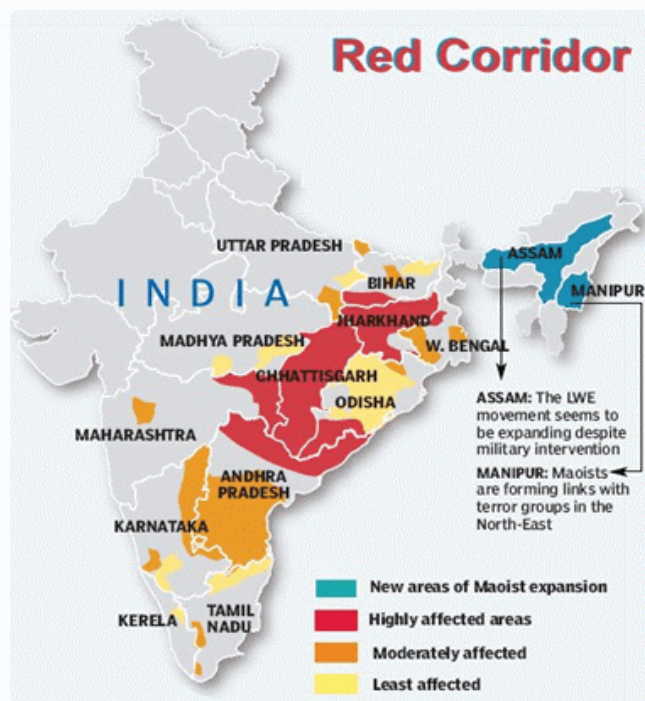 Red Corridor
UTTAR PRADESH
ASSAM
INDIA
BIHAR
MANIPUR
JHARKHAND
MADHYA PRADESH
W. BENGAL
CHHATTISGARH
ODISHA
MAHARASHTRA
ANDHRA
PRADESH
KARNATAKA
KERELA
TAMIL
NADU
ASSAM: The LWE
movement seems to
be expanding despite
military intervention
MANIPUR: Maoists
are forming links with
terror groups in the
North-East
New areas of Maoist expansion
Highly affected areas
Moderately affected
Least affected